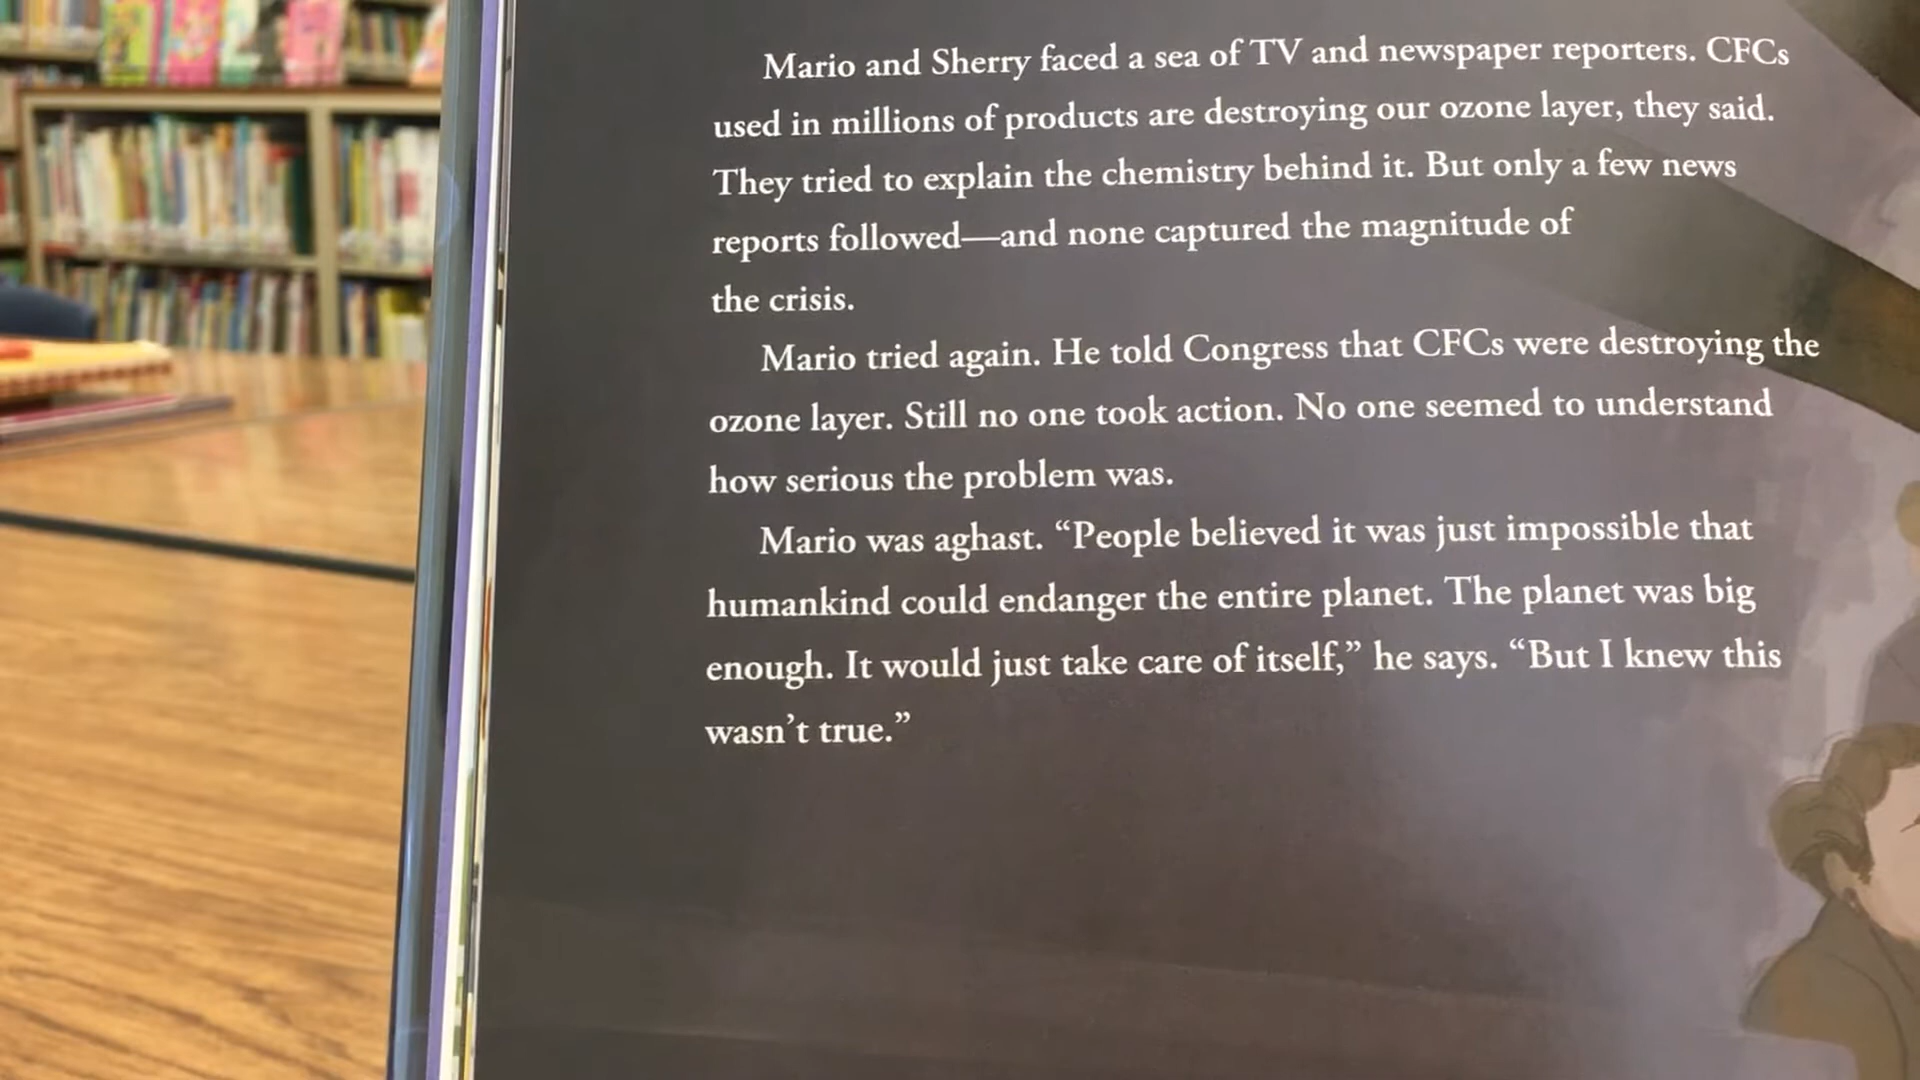 Mario and Sherry faced a sea of TV and newspaper reporters. CFCs
used in millions of products are destroying our ozone layer, they said.
They tried to explain the chemistry behind it. But only a few news
reports followed—and none captured the magnitude of
the crisis.
Mario tried again. He told Congress that CFCs were destroying the
ozone layer. Still no one took action. No one seemed to understand
how serious the problem was.
Mario was aghast. “People believed it was just impossible that
humankind could endanger the entire planet. The planet was big
enough. It would just take care of itself,” he says. “But I knew this
wasn’t true.”